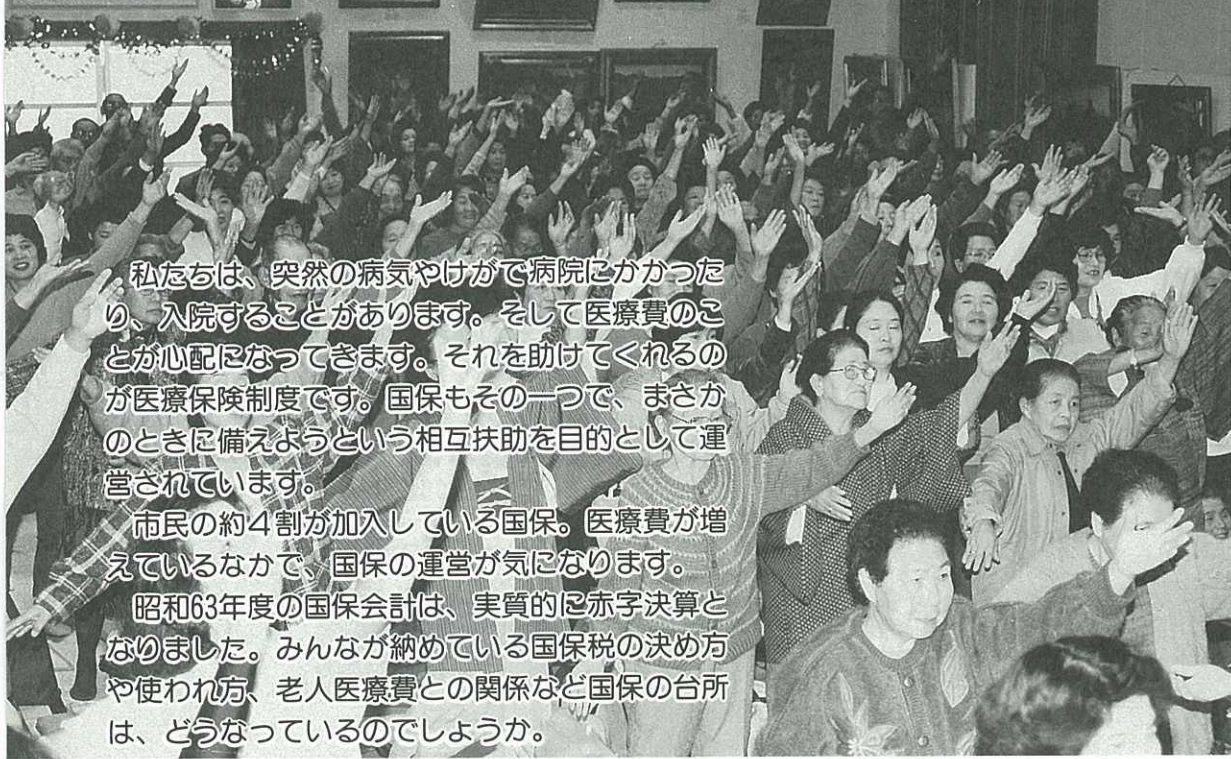 私たちは、突然の病気やけがで病院にかかった
り、入院することがあります。そして医療費のこ
とが心配になってきます。それを助けてくれるの
が医療保険制度です。国保もその一つで、まさか
のときに備えようという相互扶助を目的として運
営されています。
市民の約4割が加入している国保。医療費が増
えているなかで、国保の運営が気になります。
昭和63年度の国保会計は、実質的に赤字決算と
なりました。みんなが納めている国保税の決め方
や使われ方、老人医療費との関係など国保の台所
は、どうなっているのでしょうか。